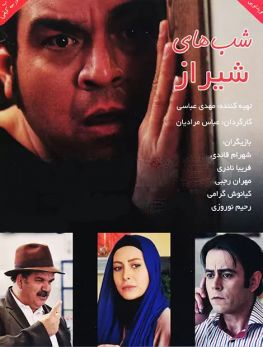 شب‌های
شیراز
تهیه کننده: مهدی عباسی
کارگردان: عباس مرادیان
بازیگران:
شهرام قائدی
فریبا نادری
مهران رجبی
کیانوش گرامی
رحیم نوروزی